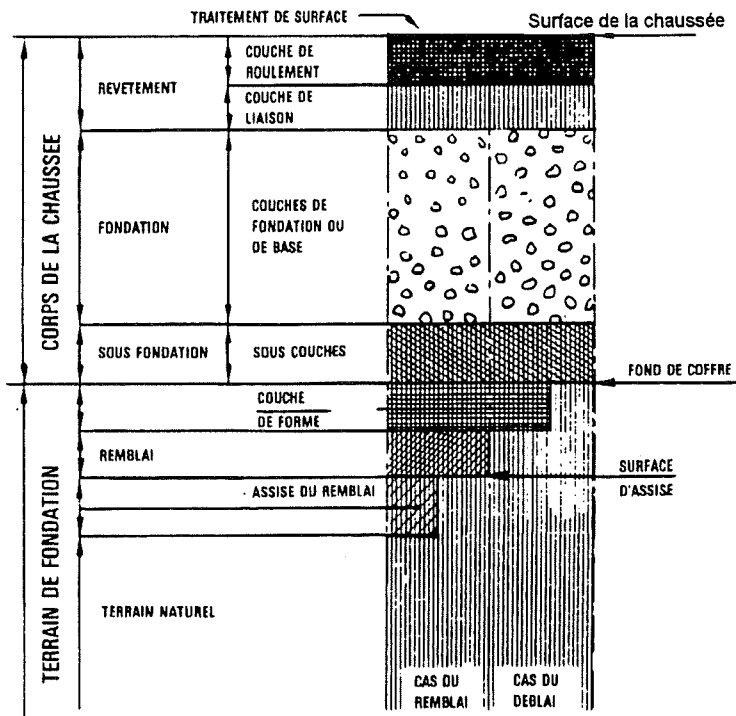 TRAITEMENT DE SURFACE
Surface de la chaussée
CORPS DE LA CHAUSSEE
REVETEMENT
COUCHE DE
ROULEMENT
COUCHE DE
LIAISON
FONDATION
COUCHES DE
FONDATION OU
DE BASE
SOUS FONDATION
SOUS COUCHES
FOND DE COFFRE
TERRAIN DE FONDATION
COUCHE
DE FORME
REMBLAI
ASSISE DU REMBLAI
SURFACE
D'ASSISE
TERRAIN NATUREL
CAS DU
REMBLAI
CAS DU
DEBLAI